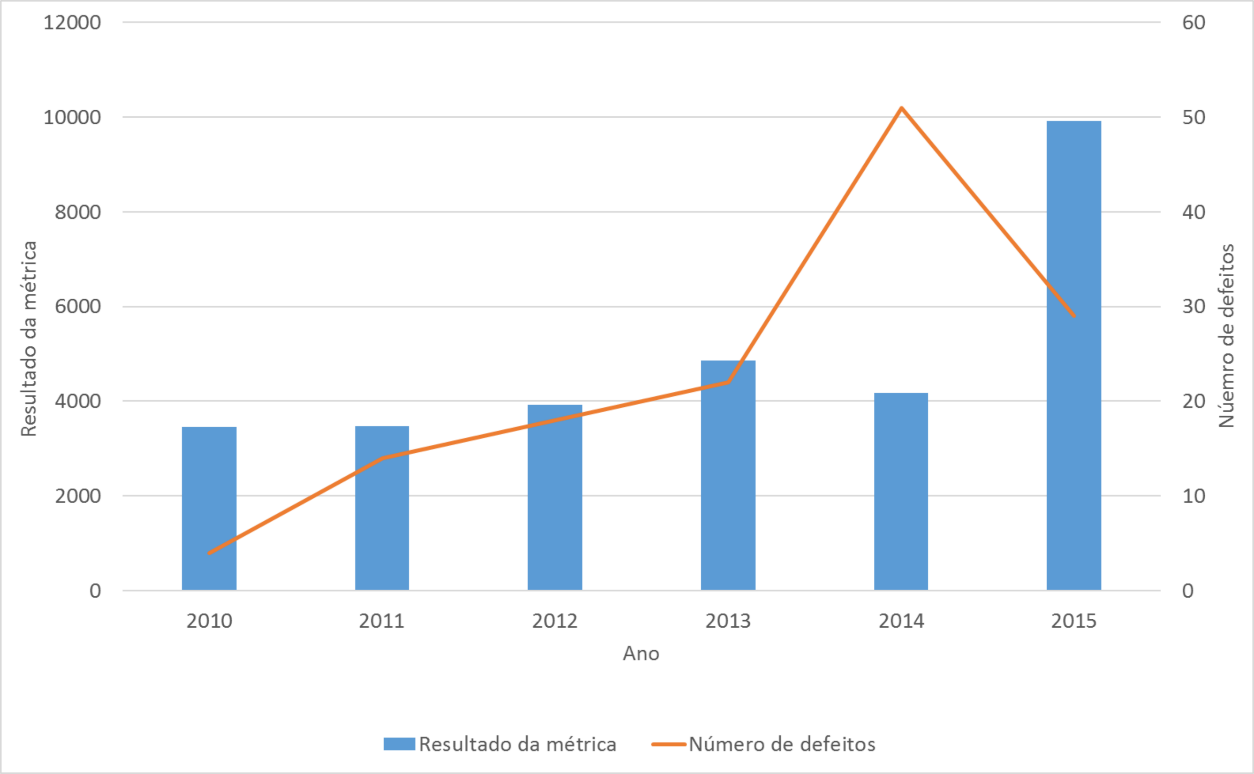 12000
10000
8000
6000
4000
2000
0
Resultado da métrica
60
50
40
30
20
10
0
Núemro de defeitos
2010 2011 2012 2013 2014 2015
Ano
Resultado da métrica Número de defeitos